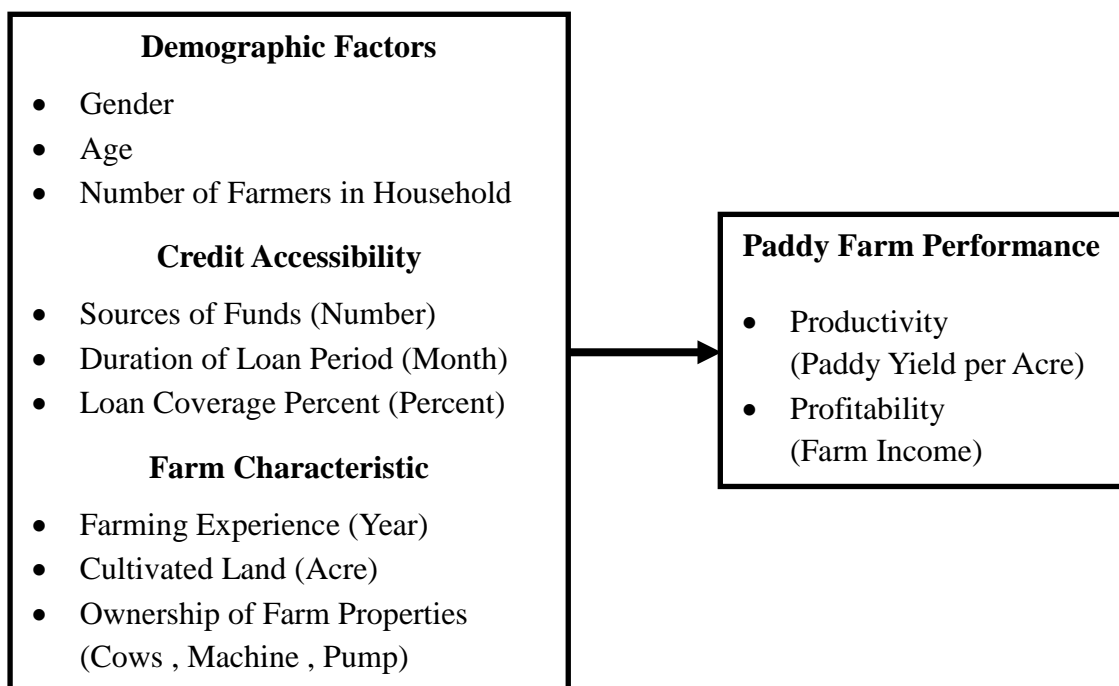 Demographic Factors
• Gender
• Age
• Number of Farmers in Household
Credit Accessibility
• Sources of Funds (Number)
• Duration of Loan Period (Month)
• Loan Coverage Percent (Percent)
Farm Characteristic
• Farming Experience (Year)
• Cultivated Land (Acre)
• Ownership of Farm Properties
(Cows , Machine , Pump)
Paddy Farm Performance
• Productivity
(Paddy Yield per Acre)
• Profitability
(Farm Income)